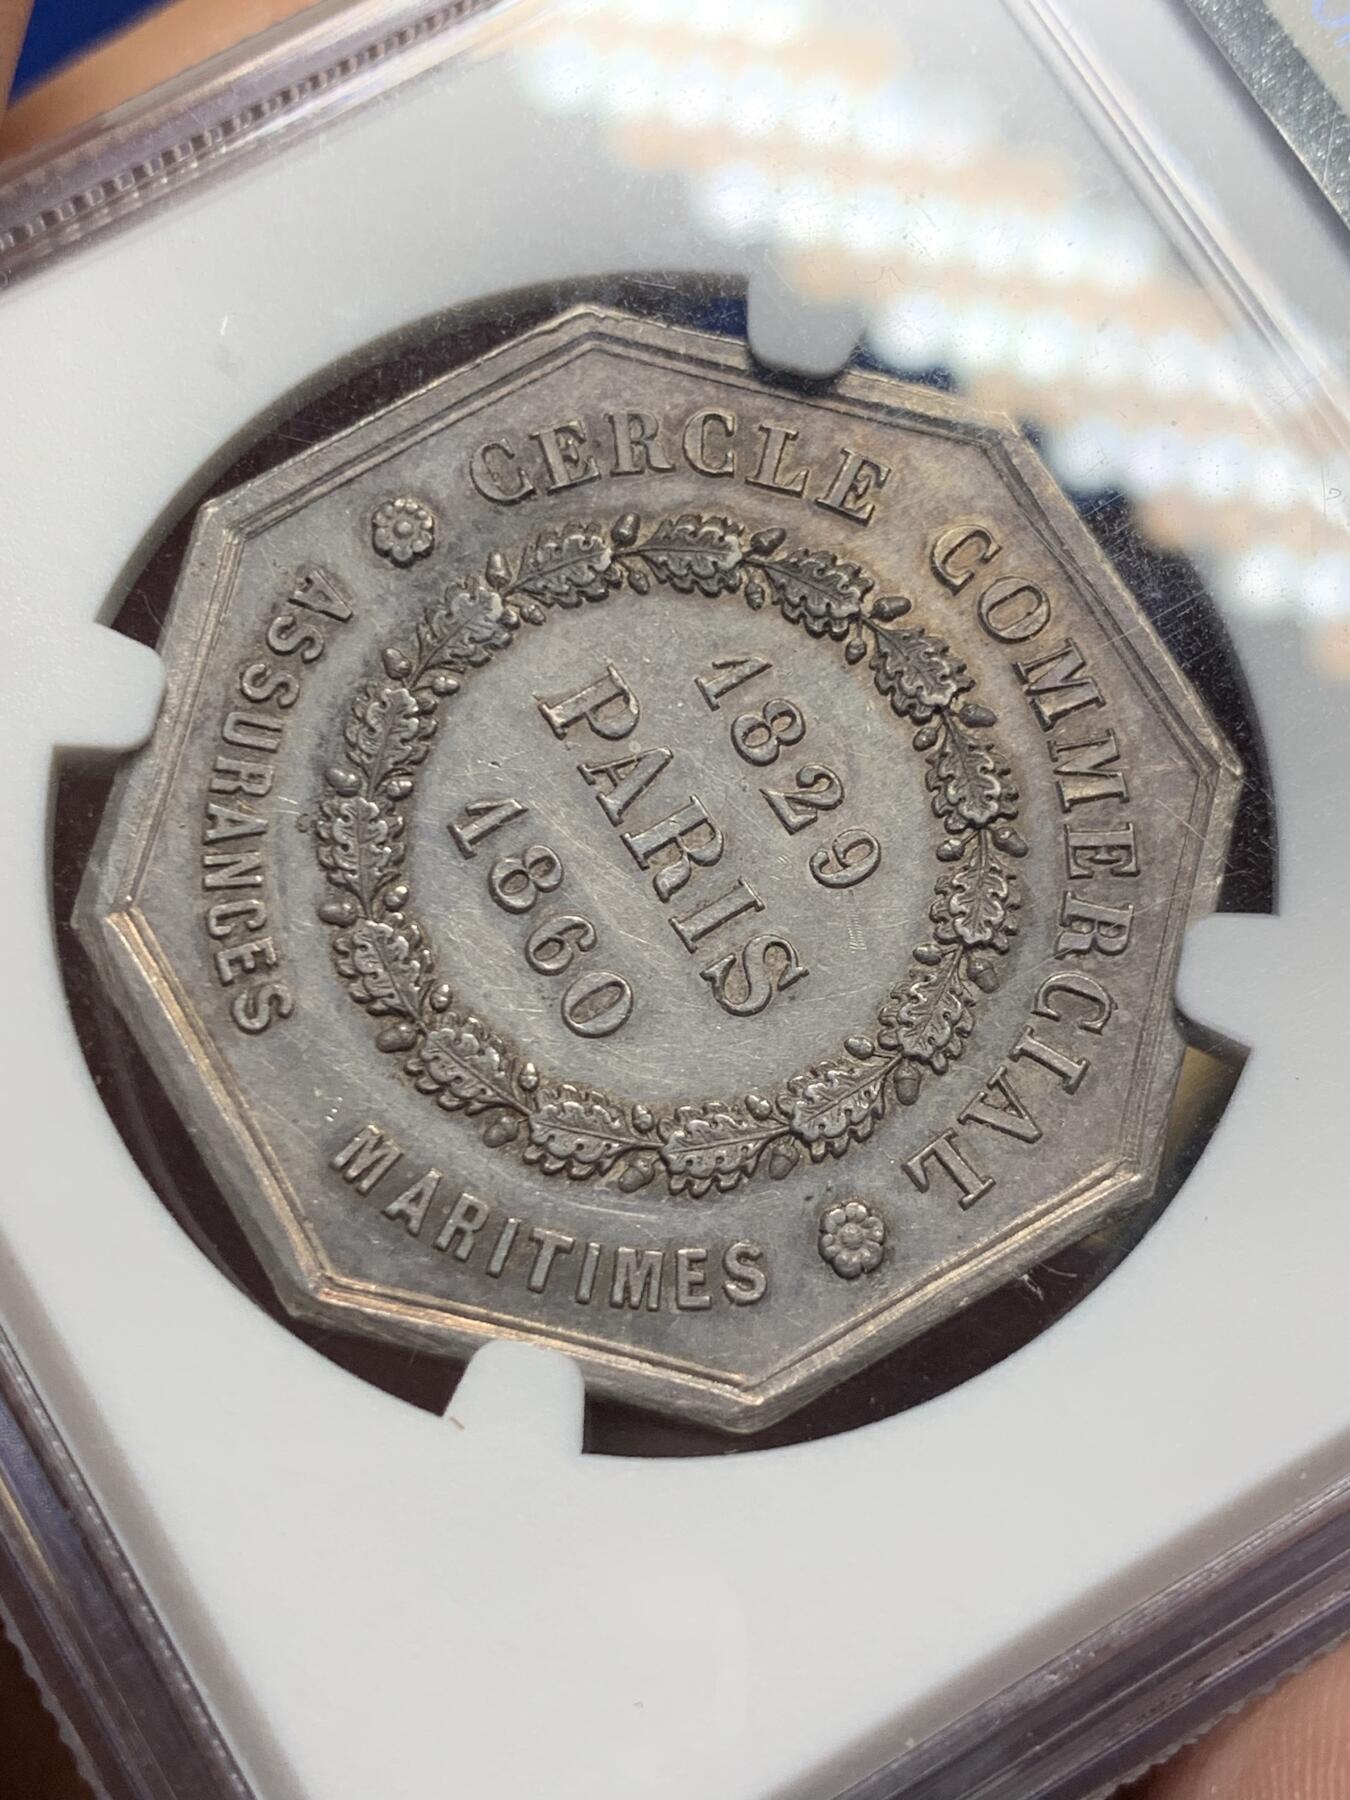 CERCLE COMMERCIAL
1829
PARIS
1860
ASSURANCES MARITIMES